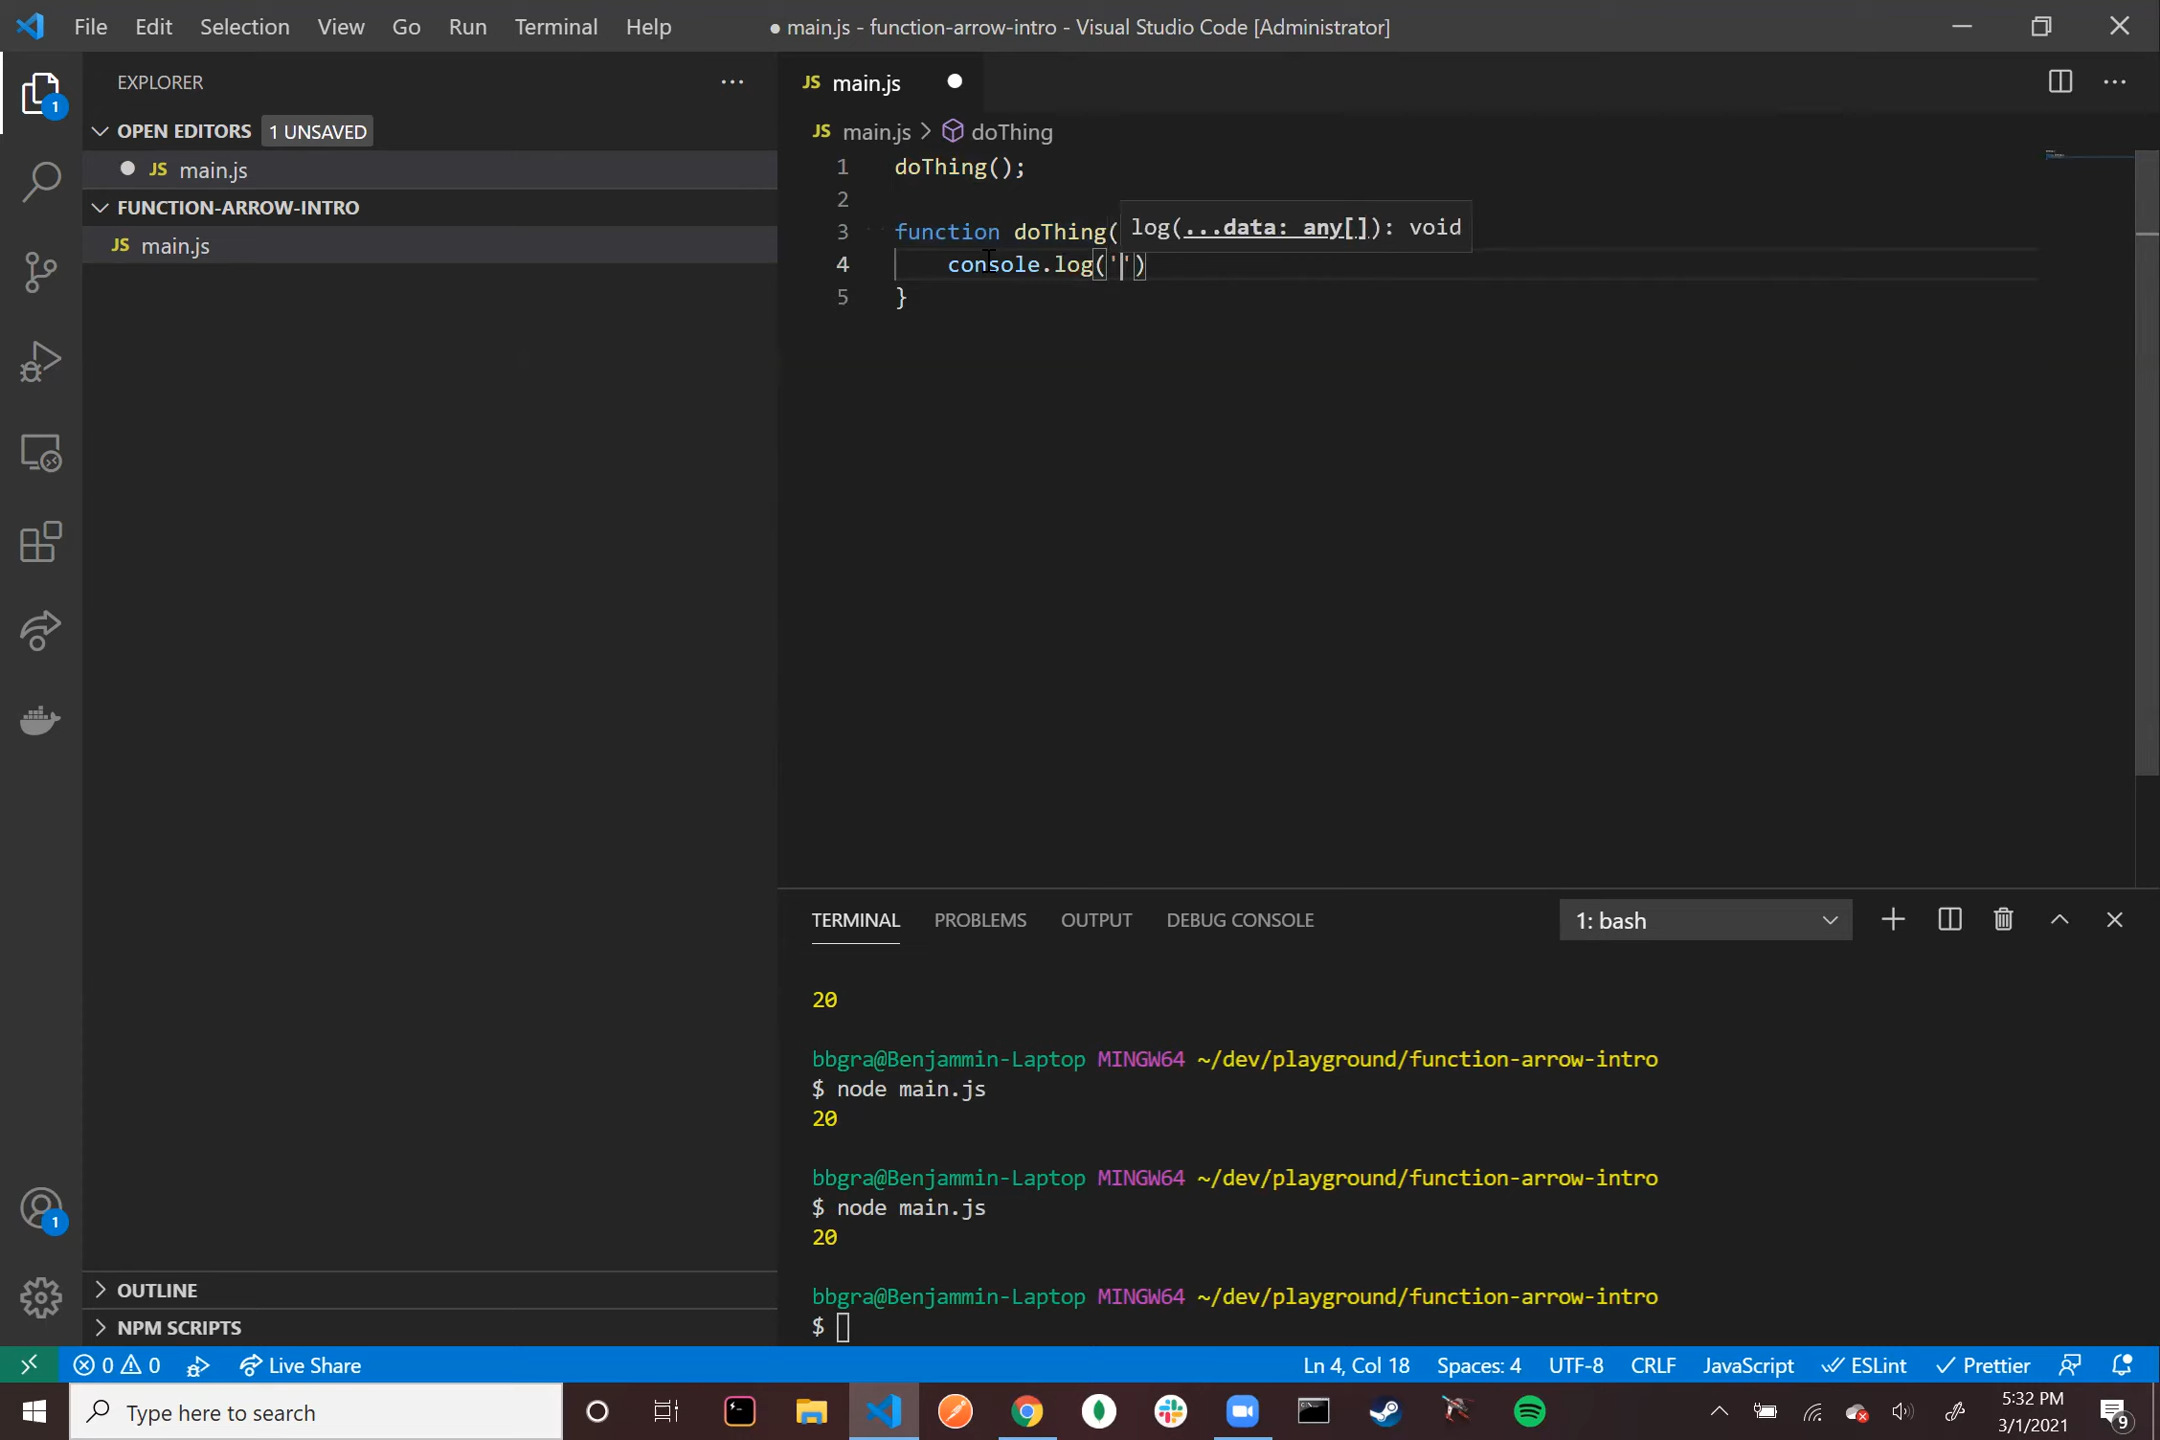 File Edit Selection View Go Run Terminal Help
● main.js - function-arrow-intro - Visual Studio Code [Administrator]
EXPLORER
1
OPEN EDITORS 1 UNSAVED
JS main.js
FUNCTION-ARROW-INTRO
JS main.js
JS main.js
JS main.js > doThing
1 doThing();
2
3 function doThing(
log(...data: any[]): void
4 console.log('')
5 }
TERMINAL PROBLEMS OUTPUT DEBUG CONSOLE 1: bash
20
bbgra@Benjammin-Laptop MINGW64 ~/dev/playground/function-arrow-intro
$ node main.js
20
bbgra@Benjammin-Laptop MINGW64 ~/dev/playground/function-arrow-intro
$ node main.js
20
bbgra@Benjammin-Laptop MINGW64 ~/dev/playground/function-arrow-intro
$
1
OUTLINE
NPM SCRIPTS
0 0 Live Share Ln 4, Col 18 Spaces: 4 UTF-8 CRLF JavaScript ESLint Prettier
Type here to search
5:32 PM
3/1/2021
9